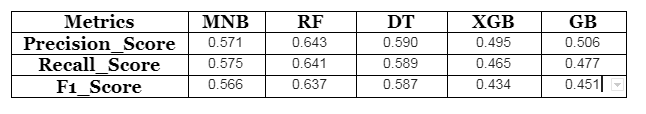 Metrics MNB RF DT XGB GB
Precision_Score 0.571 0.643 0.590 0.495 0.506
Recall_Score 0.575 0.641 0.589 0.465 0.477
F1_Score 0.566 0.637 0.587 0.434 0.451